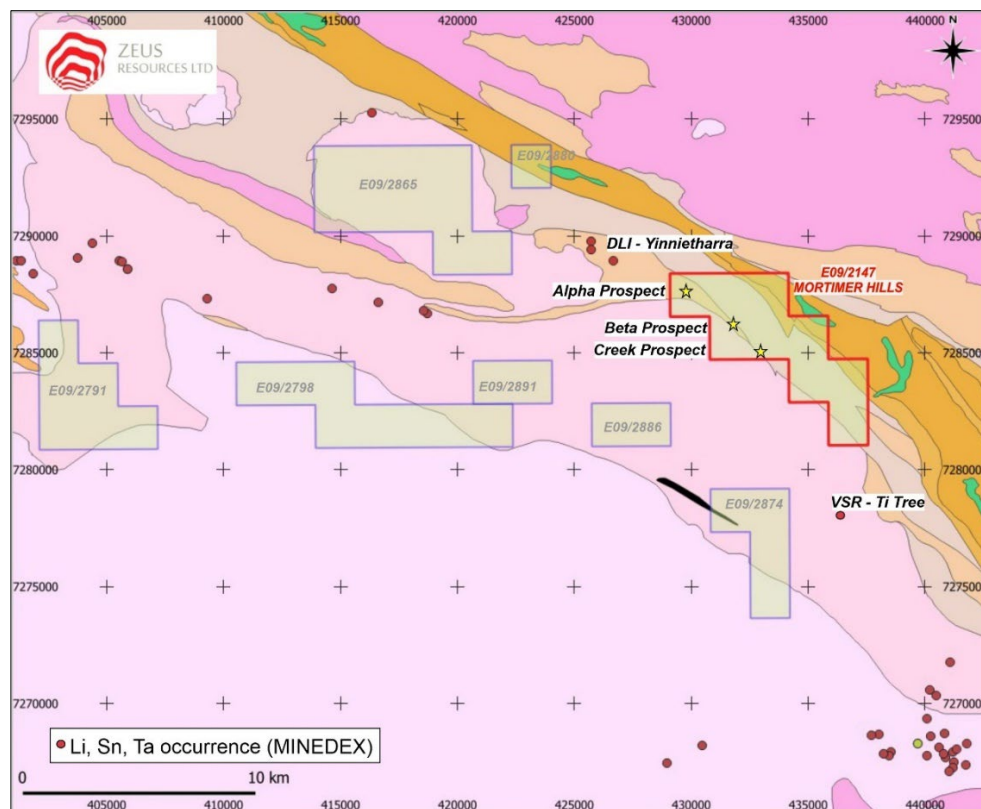 405000 410000 415000 420000 425000 430000 435000 440000
N
ZEUS
RESOURCES LTD
7295000 7295000
E09/2880
E09/2865
7290000 7290000
DLI - Yinnietharra
E09/2147
MORTIMER HILLS
Alpha Prospect
Beta Prospect
Creek Prospect
7285000 7285000
E09/2791
E09/2798
E09/2891
E09/2886
7280000 7280000
E09/2874
VSR - Ti Tree
7275000 7275000
7270000 7270000
Li, Sn, Ta occurrence (MINEDEX)
0 10 km
405000 410000 415000 420000 425000 430000 435000 440000